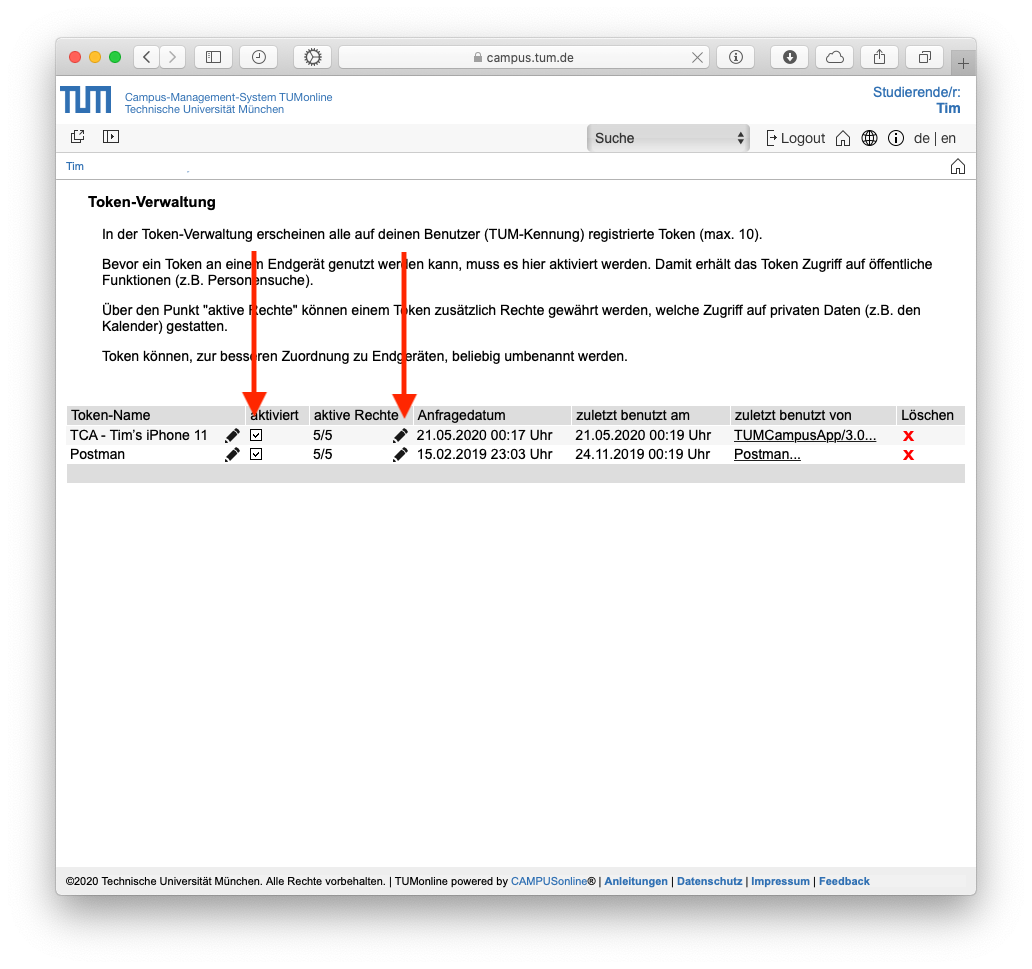 campus.tum.de
TUM
Campus-Management-System TUMonline
Technische Universität München
Studierende/r:
Tim
Suche
Logout
de | en
Tim
Token-Verwaltung
In der Token-Verwaltung erscheinen alle auf deinen Benutzer (TUM-Kennung) registrierte Token (max. 10).
Bevor ein Token an einem Endgerät genutzt werden kann, muss es hier aktiviert werden. Damit erhält das Token Zugriff auf öffentliche
Funktionen (z.B. Personensuche).
Über den Punkt "aktive Rechte" können einem Token zusätzlich Rechte gewährt werden, welche Zugriff auf privaten Daten (z.B. den
Kalender) gestatten.
Token können, zur besseren Zuordnung zu Endgeräten, beliebig umbenannt werden.
Token-Name aktiviert aktive Rechte Anfragedatum zuletzt benutzt am zuletzt benutzt von Löschen
TCA - Tim's iPhone 11 5/5 21.05.2020 00:17 Uhr 21.05.2020 00:19 Uhr TUMCampusApp/3.0... X
Postman 5/5 15.02.2019 23:03 Uhr 24.11.2019 00:19 Uhr Postman... X
©2020 Technische Universität München. Alle Rechte vorbehalten. | TUMonline powered by CAMPUSonline® | Anleitungen | Datenschutz | Impressum | Feedback